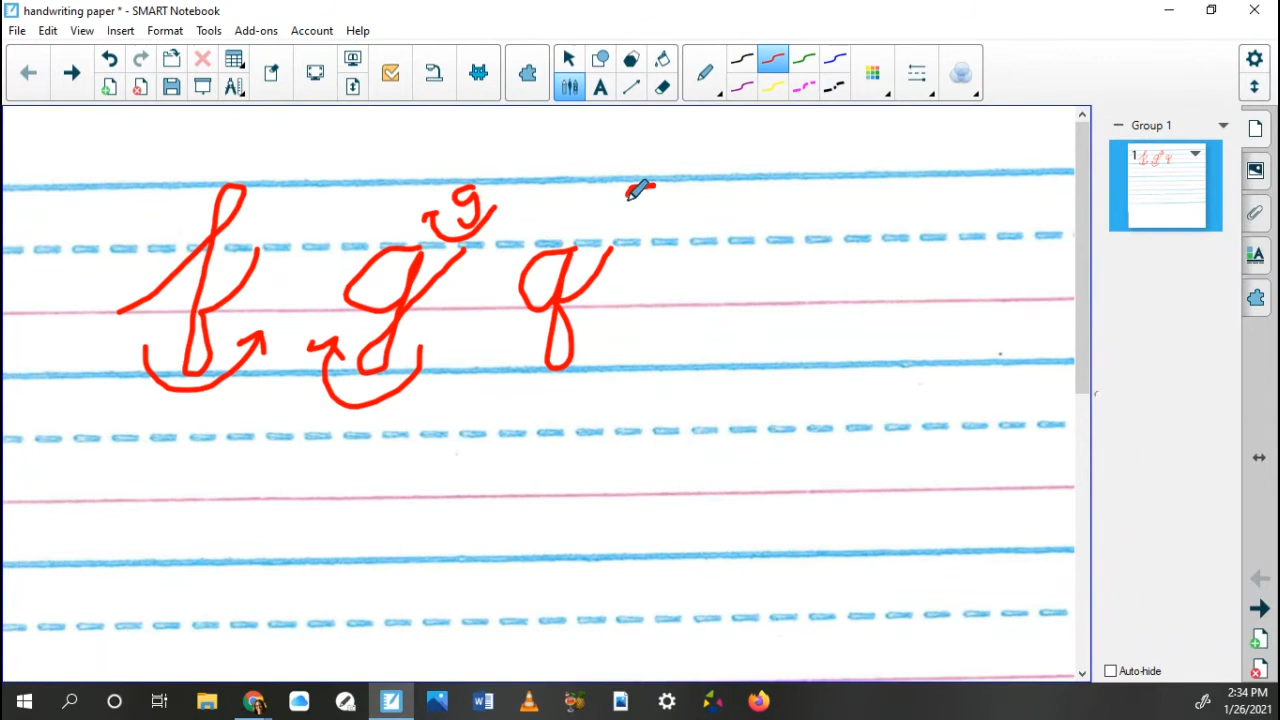 handwriting paper * - SMART Notebook
File Edit View Insert Format Tools Add-ons Account Help
Group 1
1
g
f g q
Auto-hide
2:34 PM
1/26/2021